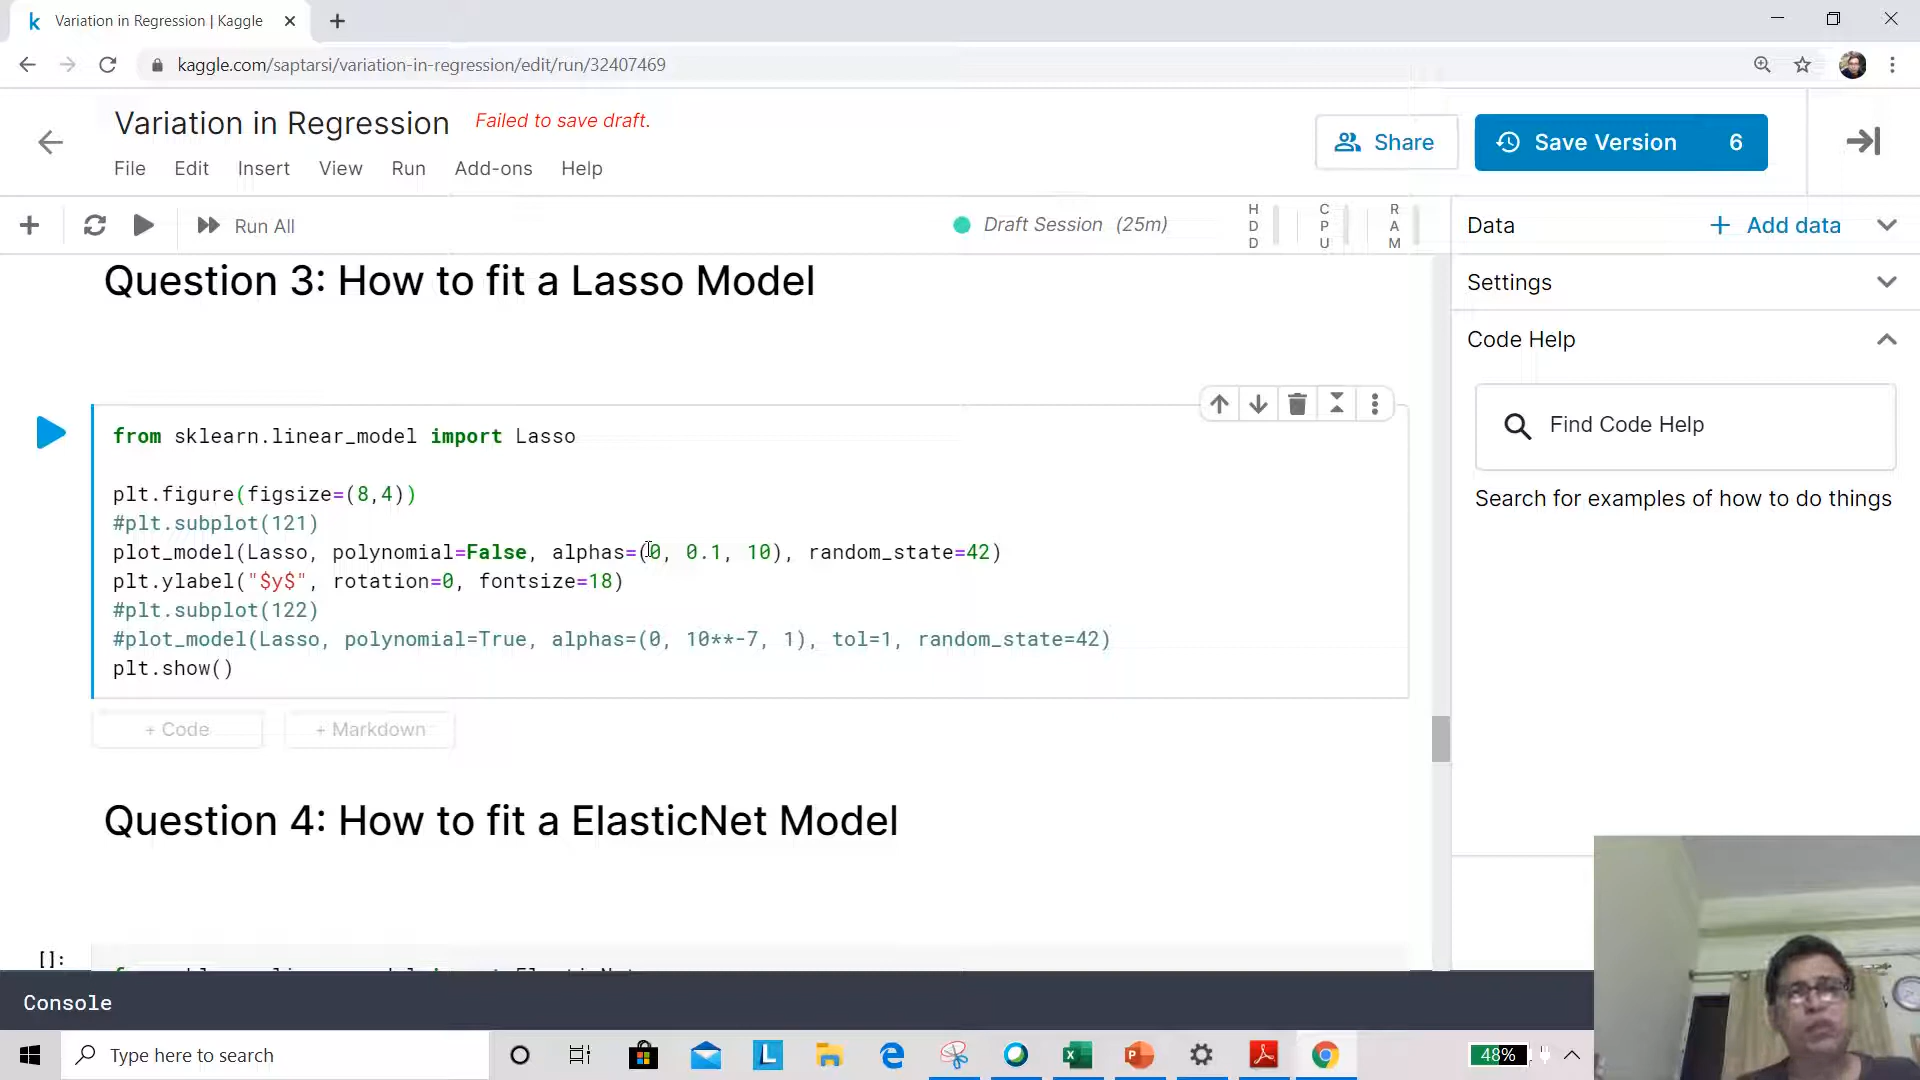 Variation in Regression | Kaggle
kaggle.com/saptarsi/variation-in-regression/edit/run/32407469
Variation in Regression
Failed to save draft.
File Edit Insert View Run Add-ons Help
Share
Save Version 6
Run All
Draft Session (25m)
HDD
CPU
RAM
Data
+ Add data
Settings
Code Help
Find Code Help
Search for examples of how to do things
Question 3: How to fit a Lasso Model
from sklearn.linear_model import Lasso
plt.figure(figsize=(8,4))
#plt.subplot(121)
plot_model(Lasso, polynomial=False, alphas=(0, 0.1, 10), random_state=42)
plt.ylabel("$y$", rotation=0, fontsize=18)
#plt.subplot(122)
#plot_model(Lasso, polynomial=True, alphas=(0, 10**-7, 1), tol=1, random_state=42)
plt.show()
+ Code
+ Markdown
Question 4: How to fit a ElasticNet Model
[]:
Console
Type here to search
48%